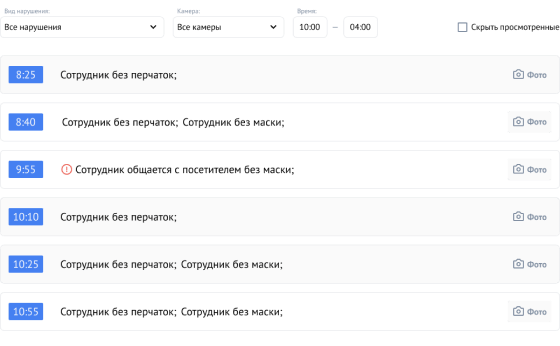 Вид нарушения: Камера: Время:
Все нарушения Все камеры 10:00 – 04:00 Скрыть просмотренные
8:25 Сотрудник без перчаток; Фото
8:40 Сотрудник без перчаток; Сотрудник без маски; Фото
9:55 Сотрудник общается с посетителем без маски; Фото
10:10 Сотрудник без перчаток; Фото
10:25 Сотрудник без перчаток; Сотрудник без маски; Фото
10:55 Сотрудник без перчаток; Сотрудник без маски; Фото